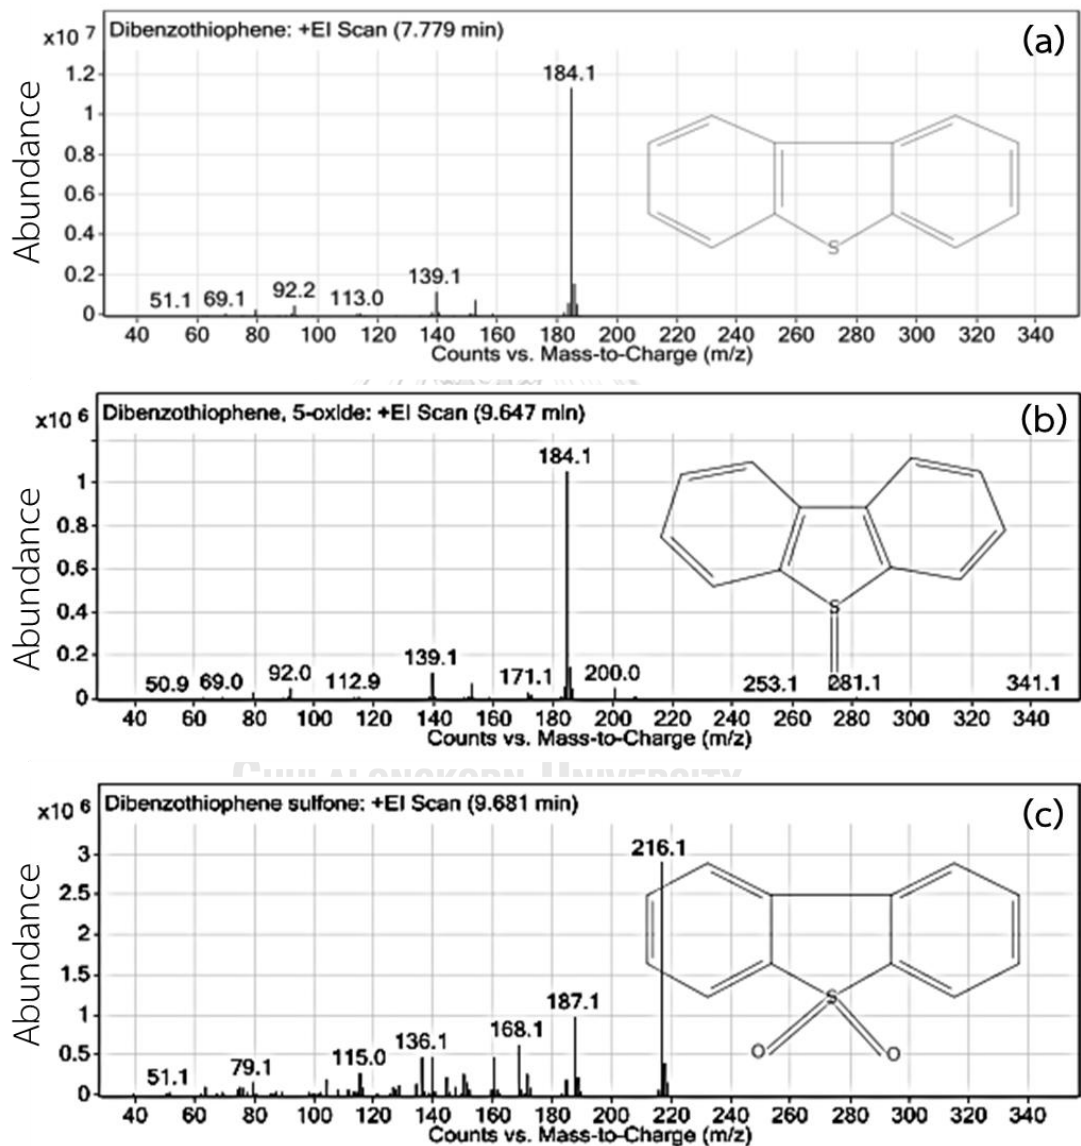 Dibenzothiophene: +EI Scan (7.779 min)
(a)
x10 7
Abundance
1.2
1
0.8
0.6
0.4
0.2
0
184.1
139.1
92.2
113.0
51.1 69.1
S
40 60 80 100 120 140 160 180 200 220 240 260 280 300 320 340
Counts vs. Mass-to-Charge (m/z)
Dibenzothiophene, 5-oxide: +EI Scan (9.647 min)
(b)
x10 6
Abundance
1
0.8
0.6
0.4
0.2
0
184.1
139.1
92.0
171.1 200.0
50.9 69.0 112.9
253.1 281.1 341.1
S
40 60 80 100 120 140 160 180 200 220 240 260 280 300 320 340
Counts vs. Mass-to-Charge (m/z)
CHULALONGKORN UNIVERSITY
Dibenzothiophene sulfone: +EI Scan (9.681 min)
(c)
x10 6
Abundance
3
2.5
2
1.5
1
0.5
0
216.1
187.1
168.1
136.1
115.0
79.1
51.1
S
O O
40 60 80 100 120 140 160 180 200 220 240 260 280 300 320 340
Counts vs. Mass-to-Charge (m/z)